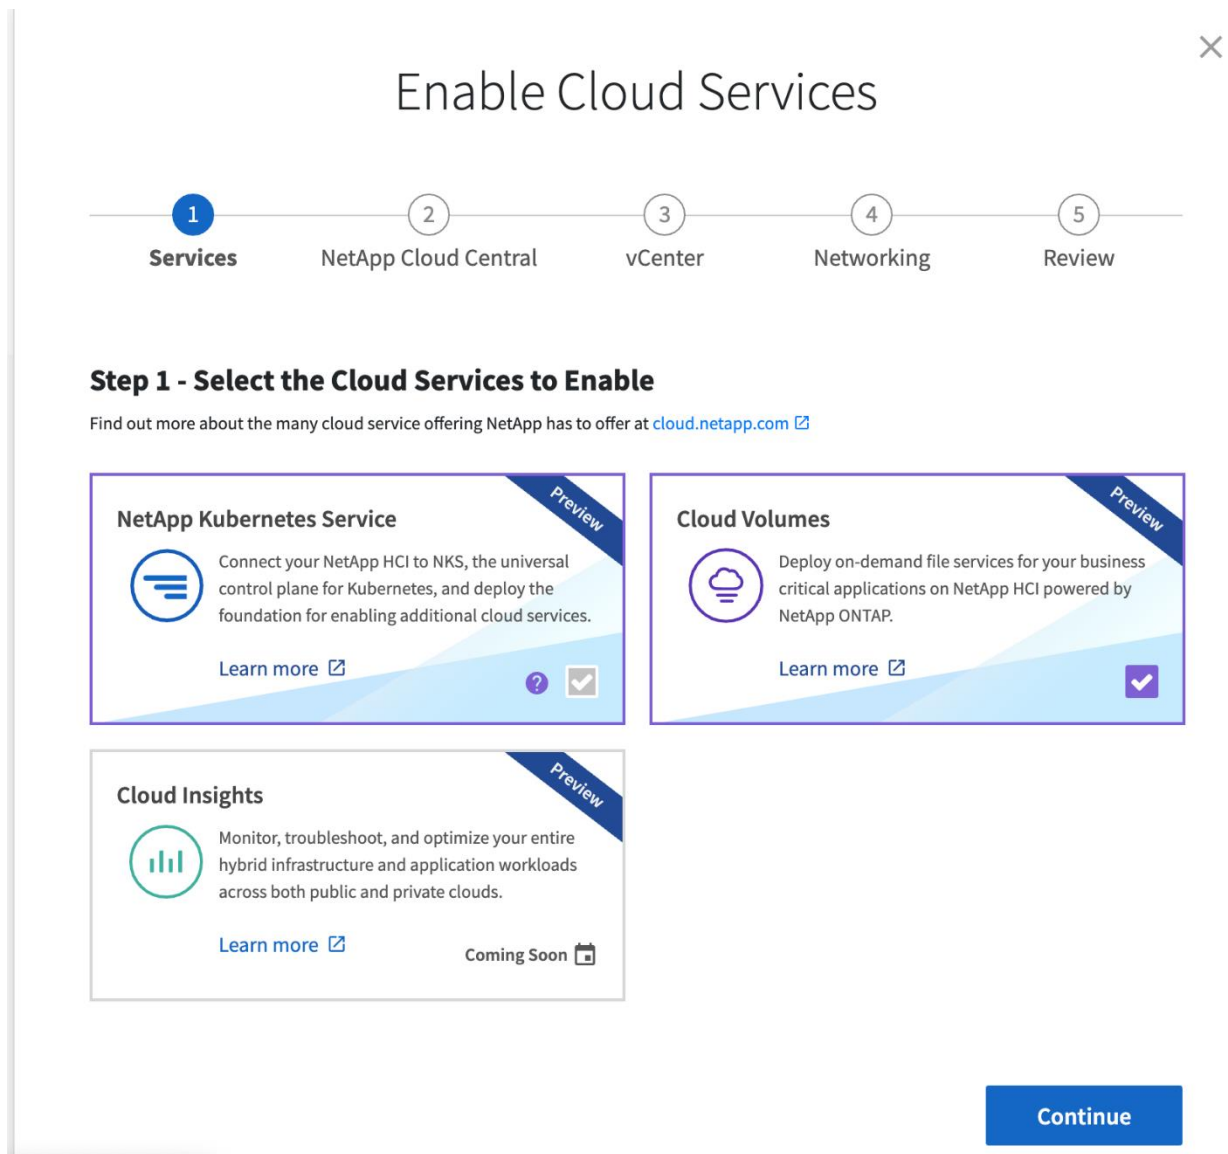 Enable Cloud Services
1
2
3
4
5
Services
NetApp Cloud Central
vCenter
Networking
Review
Step 1 - Select the Cloud Services to Enable
Find out more about the many cloud service offering NetApp has to offer at cloud.netapp.com
Preview
NetApp Kubernetes Service
Connect your NetApp HCI to NKS, the universal
control plane for Kubernetes, and deploy the
foundation for enabling additional cloud services.
Learn more
?
Preview
Cloud Volumes
Deploy on-demand file services for your business
critical applications on NetApp HCI powered by
NetApp ONTAP.
Learn more
Preview
Cloud Insights
Monitor, troubleshoot, and optimize your entire
hybrid infrastructure and application workloads
across both public and private clouds.
Learn more
Coming Soon
Continue